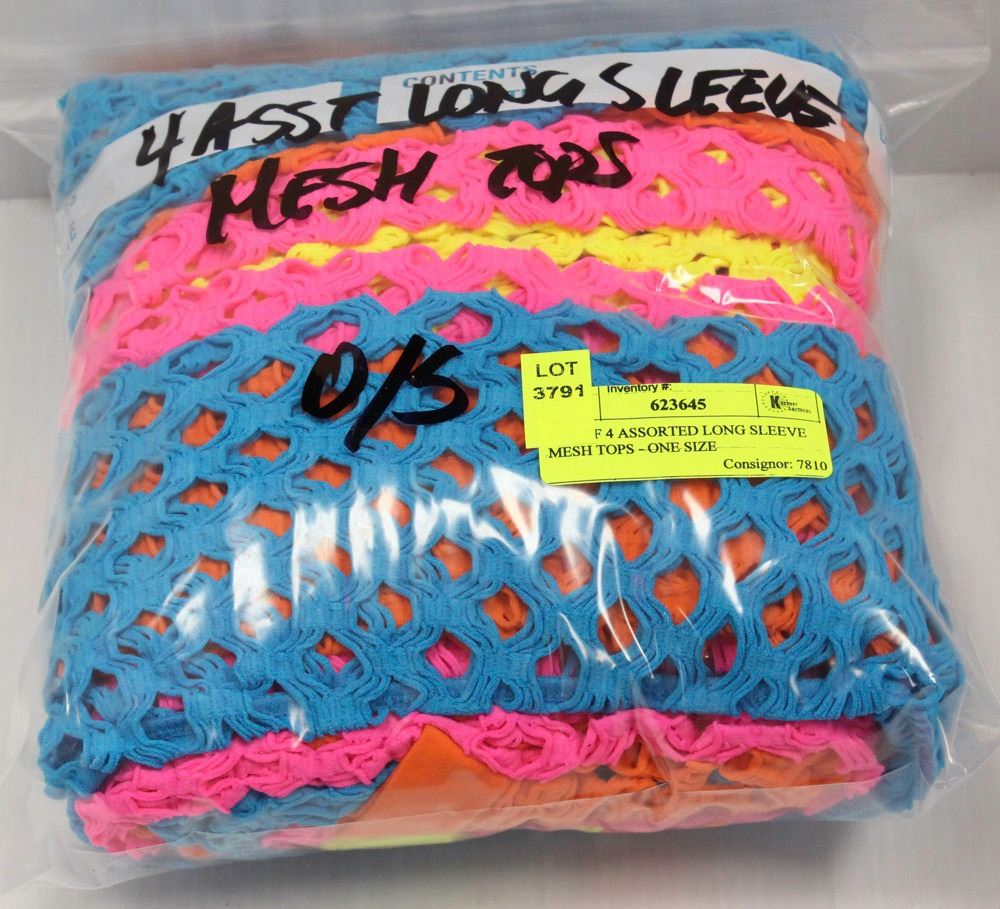 CONTENTS
4 ASST LONG SLEEVE
MESH TOPS
O/S
LOT
3791
Inventory #:
623645
F 4 ASSORTED LONG SLEEVE
MESH TOPS - ONE SIZE
Consignor: 7810